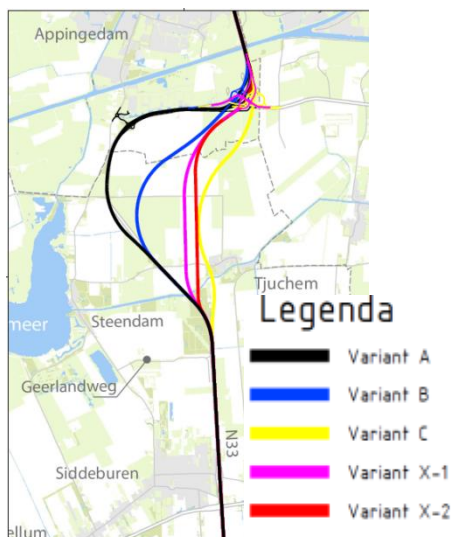 Appingedam
Tjuchem
meer
Steendam
Geerlandweg
N33
Siddeburen
ellum
Legenda
Variant A
Variant B
Variant C
Variant X-1
Variant X-2